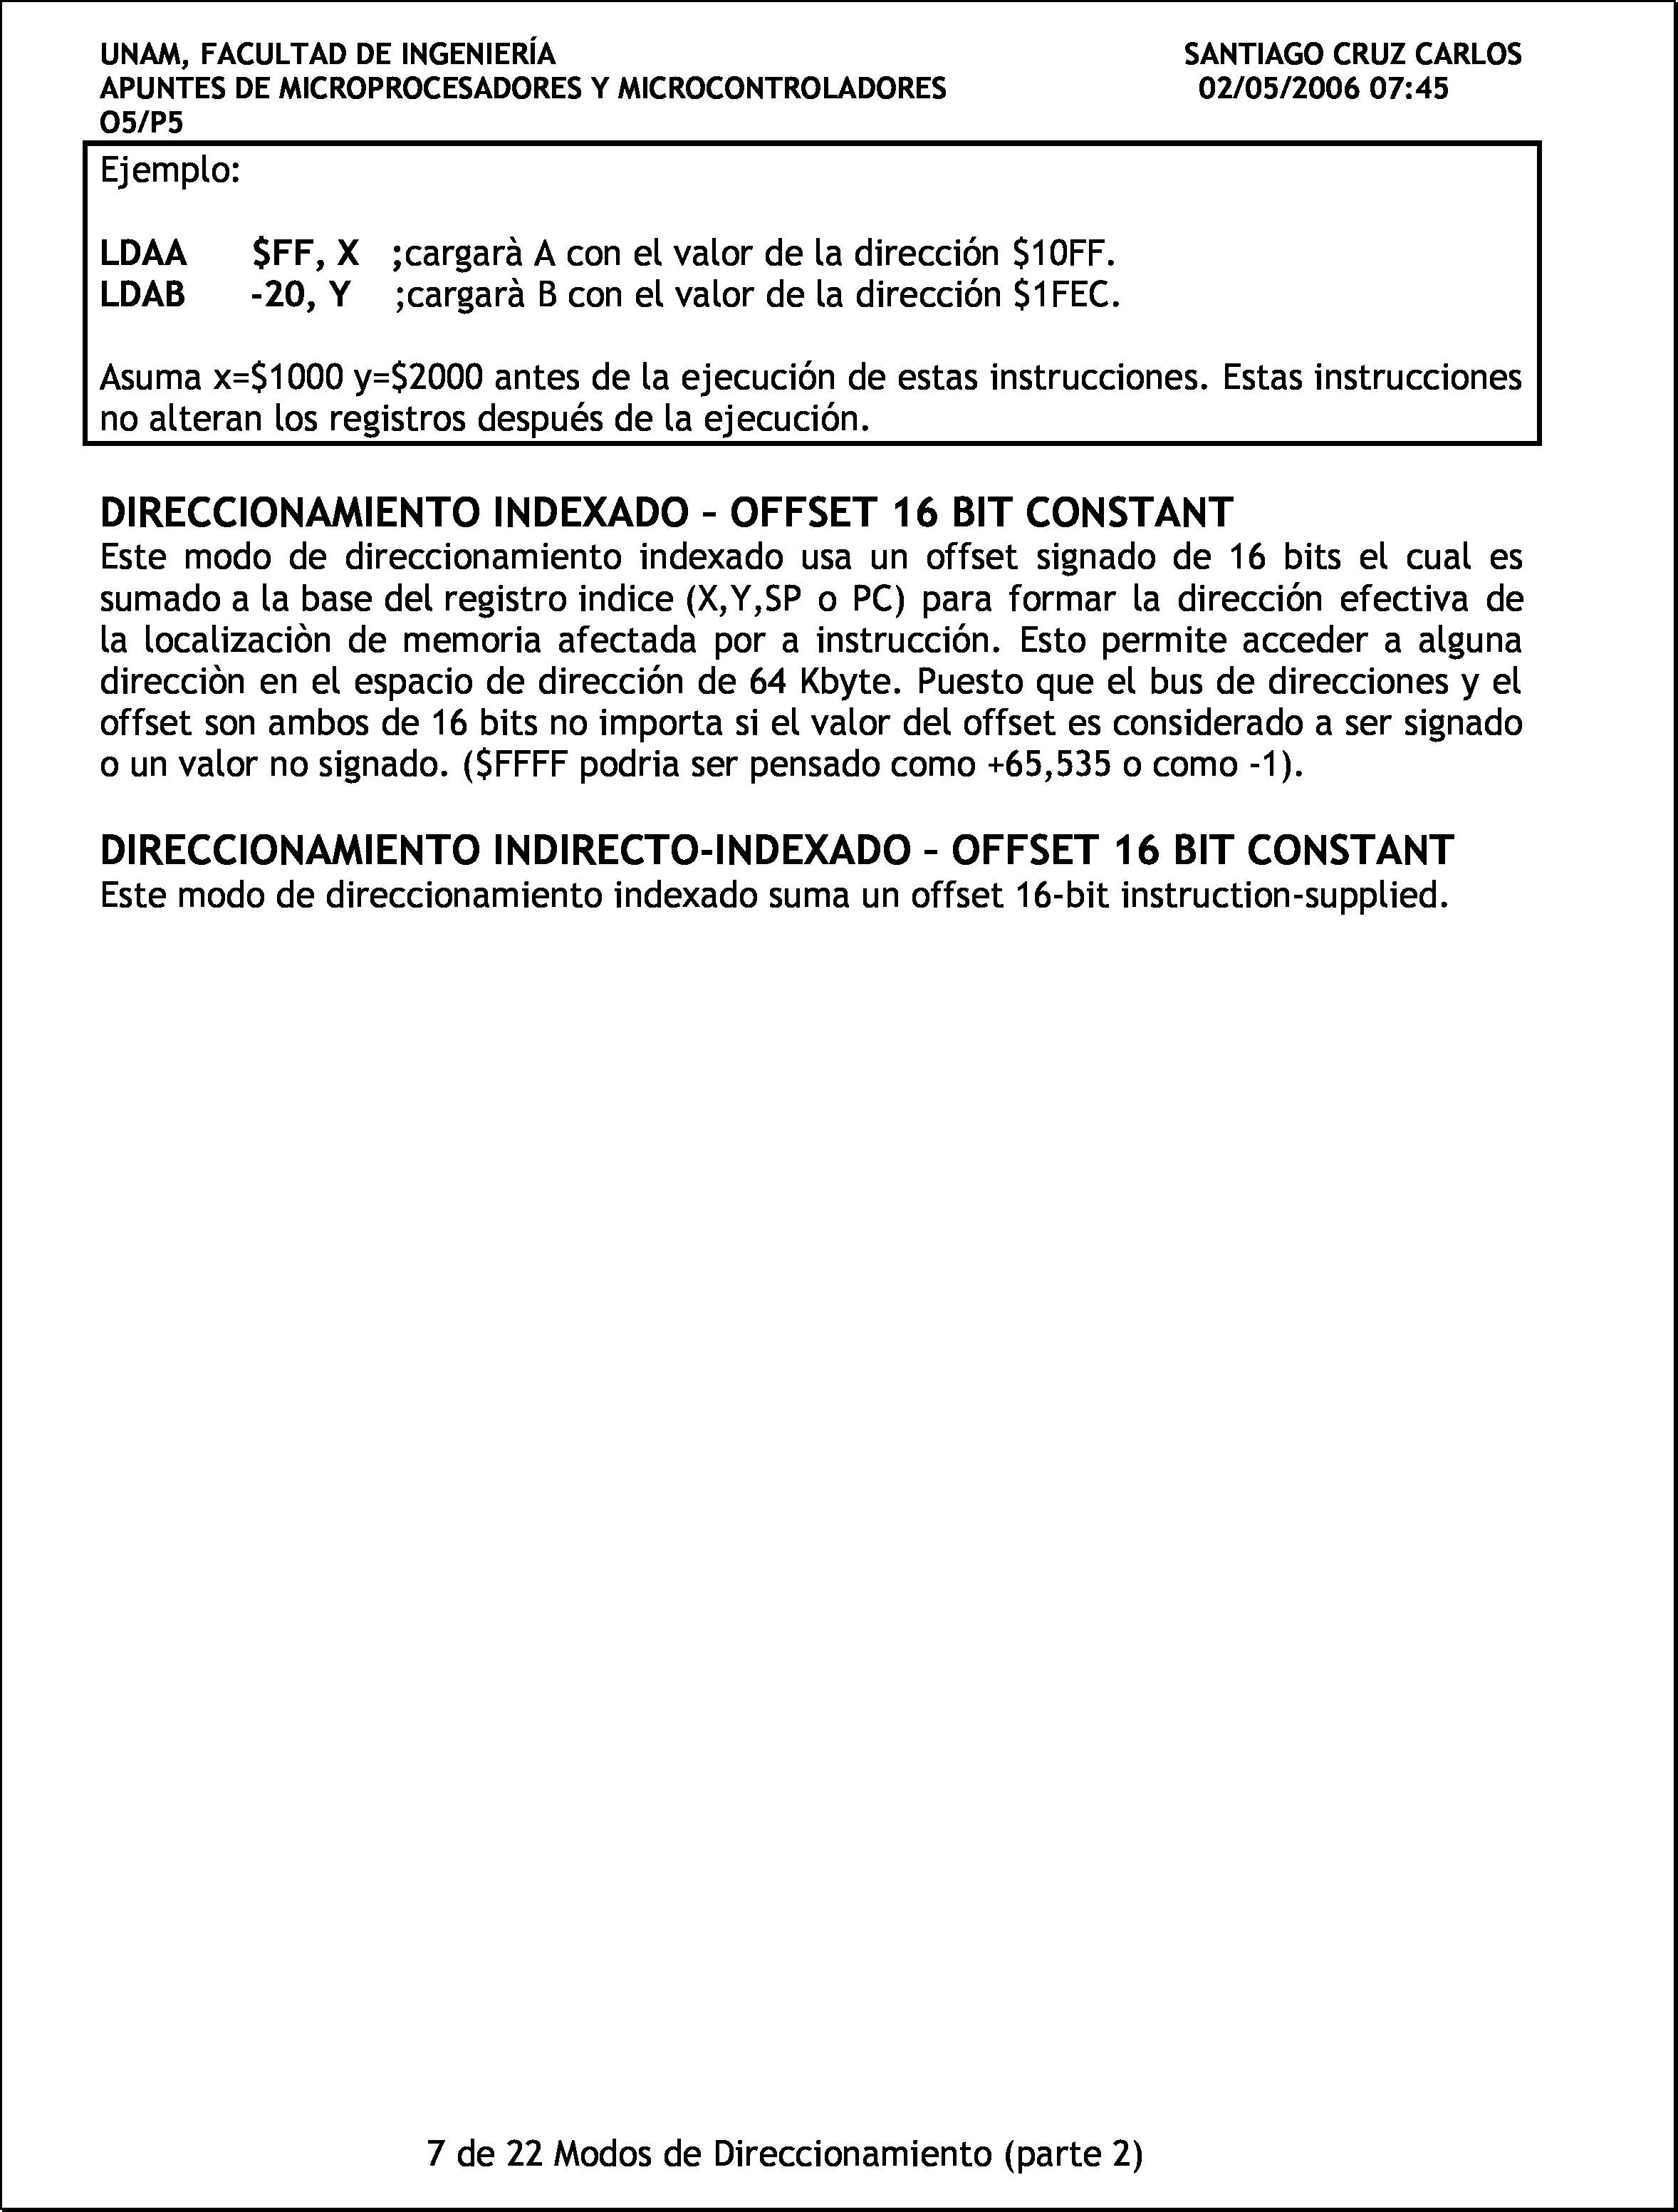 UNAM, FACULTAD DE INGENIERÍA SANTIAGO CRUZ CARLOS
APUNTES DE MICROPROCESADORES Y MICROCONTROLADORES 02/05/2006 07:45
O5/P5
Ejemplo:
LDAA $FF, X ;cargarà A con el valor de la dirección $10FF.
LDAB -20, Y ;cargarà B con el valor de la dirección $1FEC.
Asuma x=$1000 y=$2000 antes de la ejecución de estas instrucciones. Estas instrucciones
no alteran los registros después de la ejecución.
DIRECCIONAMIENTO INDEXADO – OFFSET 16 BIT CONSTANT
Este modo de direccionamiento indexado usa un offset signado de 16 bits el cual es
sumado a la base del registro indice (X,Y,SP o PC) para formar la dirección efectiva de
la localizaciòn de memoria afectada por a instrucción. Esto permite acceder a alguna
direcciòn en el espacio de dirección de 64 Kbyte. Puesto que el bus de direcciones y el
offset son ambos de 16 bits no importa si el valor del offset es considerado a ser signado
o un valor no signado. ($FFFF podria ser pensado como +65,535 o como -1).
DIRECCIONAMIENTO INDIRECTO-INDEXADO – OFFSET 16 BIT CONSTANT
Este modo de direccionamiento indexado suma un offset 16-bit instruction-supplied.
7 de 22 Modos de Direccionamiento (parte 2)